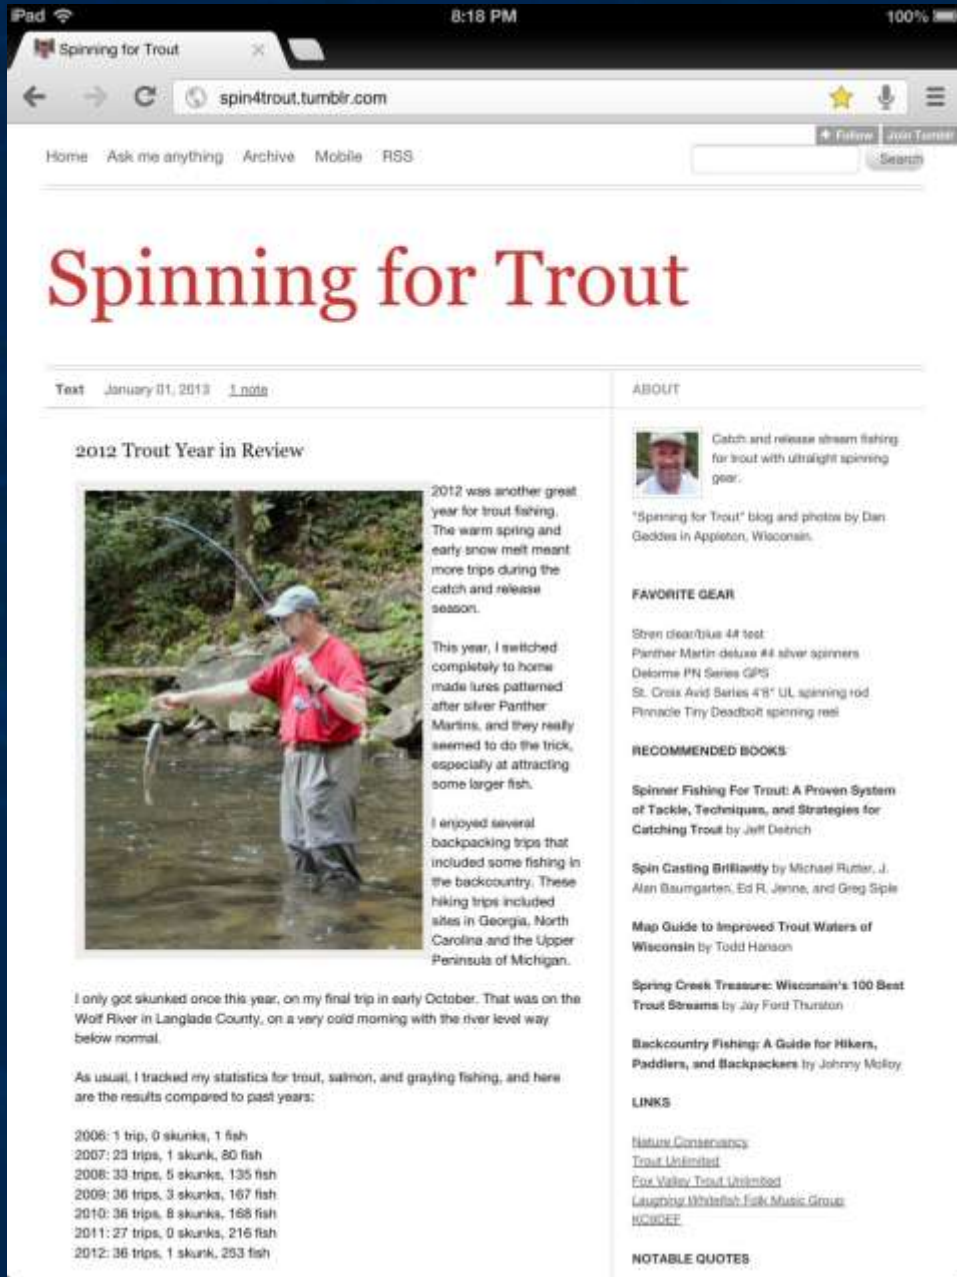 iPad 8:18 PM 100%
Spinning for Trout
spin4trout.tumblr.com
Follow Join Tumblr
Home Ask me anything Archive Mobile RSS Search
Spinning for Trout
Text January 01, 2013 1 note
2012 Trout Year in Review
2012 was another great
year for trout fishing.
The warm spring and
early snow melt meant
more trips during the
catch and release
season.
This year, I switched
completely to home
made lures patterned
after silver Panther
Martins, and they really
seemed to do the trick,
especially at attracting
some larger fish.
I enjoyed several
backpacking trips that
included some fishing in
the backcountry. These
hiking trips included
sites in Georgia, North
Carolina and the Upper
Peninsula of Michigan.
I only got skunked once this year, on my final trip in early October. That was on the
Wolf River in Langlade County, on a very cold morning with the river level way
below normal.
As usual, I tracked my statistics for trout, salmon, and grayling fishing, and here
are the results compared to past years:
2006: 1 trip, 0 skunks, 1 fish
2007: 23 trips, 1 skunk, 80 fish
2008: 33 trips, 5 skunks, 135 fish
2009: 36 trips, 3 skunks, 167 fish
2010: 36 trips, 8 skunks, 168 fish
2011: 27 trips, 0 skunks, 216 fish
2012: 36 trips, 1 skunk, 253 fish
ABOUT
Catch and release stream fishing
for trout with ultralight spinning
gear.
"Spinning for Trout" blog and photos by Dan
Geddes in Appleton, Wisconsin.
FAVORITE GEAR
Stren clear/blue 4# test
Panther Martin deluxe #4 silver spinners
Delorme PN Series GPS
St. Croix Avid Series 4'8" UL spinning rod
Pinnacle Tiny Deadbolt spinning reel
RECOMMENDED BOOKS
Spinner Fishing For Trout: A Proven System
of Tackle, Techniques, and Strategies for
Catching Trout by Jeff Deitrich
Spin Casting Brilliantly by Michael Rutter, J.
Alan Baumgarten, Ed R. Jenne, and Greg Siple
Map Guide to Improved Trout Waters of
Wisconsin by Todd Hanson
Spring Creek Treasure: Wisconsin's 100 Best
Trout Streams by Jay Ford Thurston
Backcountry Fishing: A Guide for Hikers,
Paddlers, and Backpackers by Johnny Molloy
LINKS
Nature Conservancy
Trout Unlimited
Fox Valley Trout Unlimited
Laughing Whitefish Folk Music Group
KC9DEF
NOTABLE QUOTES